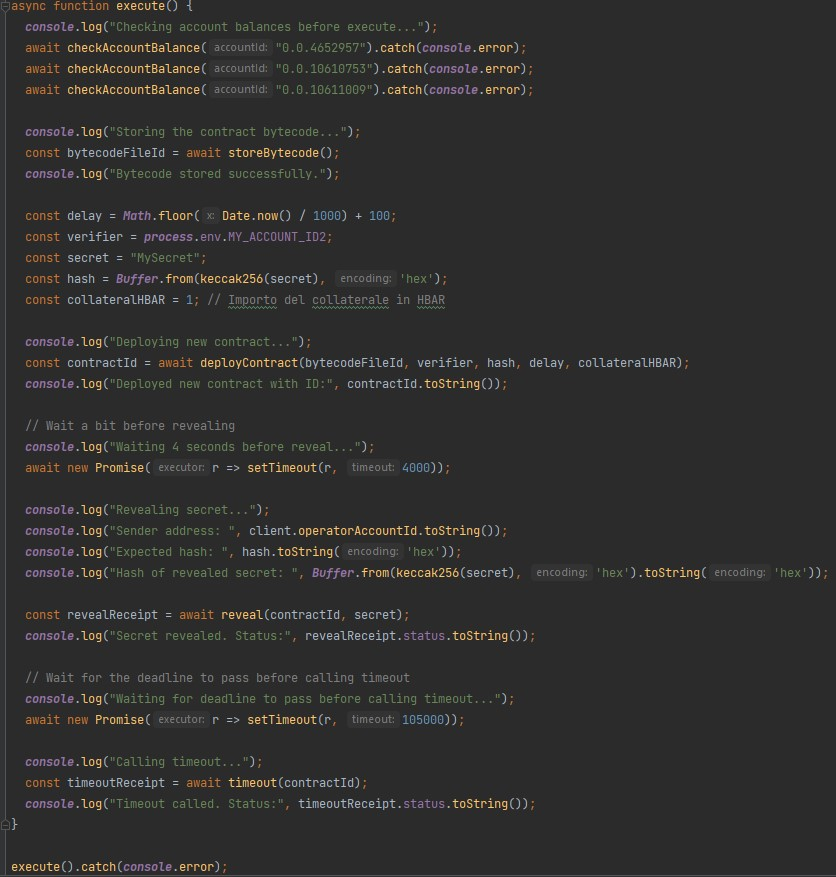 async function execute() {
console.log("Checking account balances before execute...");
await checkAccountBalance( accountId: "0.0.4652957").catch(console.error);
await checkAccountBalance( accountId: "0.0.10610753").catch(console.error);
await checkAccountBalance( accountId: "0.0.10611009").catch(console.error);
console.log("Storing the contract bytecode...");
const bytecodeFileId = await storeBytecode();
console.log("Bytecode stored successfully.");
const delay = Math.floor( x: Date.now() / 1000) + 100;
const verifier = process.env.MY_ACCOUNT_ID2;
const secret = "MySecret";
const hash = Buffer.from(keccak256(secret), encoding: 'hex');
const collateralHBAR = 1; // Importo del collaterale in HBAR
console.log("Deploying new contract...");
const contractId = await deployContract(bytecodeFileId, verifier, hash, delay, collateralHBAR);
console.log("Deployed new contract with ID:", contractId.toString());
// Wait a bit before revealing
console.log("Waiting 4 seconds before reveal...");
await new Promise( executor: r => setTimeout(r, timeout: 4000));
console.log("Revealing secret...");
console.log("Sender address: ", client.operatorAccountId.toString());
console.log("Expected hash: ", hash.toString( encoding: 'hex'));
console.log("Hash of revealed secret: ", Buffer.from(keccak256(secret), encoding: 'hex').toString( encoding: 'hex'));
const revealReceipt = await reveal(contractId, secret);
console.log("Secret revealed. Status:", revealReceipt.status.toString());
// Wait for the deadline to pass before calling timeout
console.log("Waiting for deadline to pass before calling timeout...");
await new Promise( executor: r => setTimeout(r, timeout: 105000));
console.log("Calling timeout...");
const timeoutReceipt = await timeout(contractId);
console.log("Timeout called. Status:", timeoutReceipt.status.toString());
}
execute().catch(console.error);